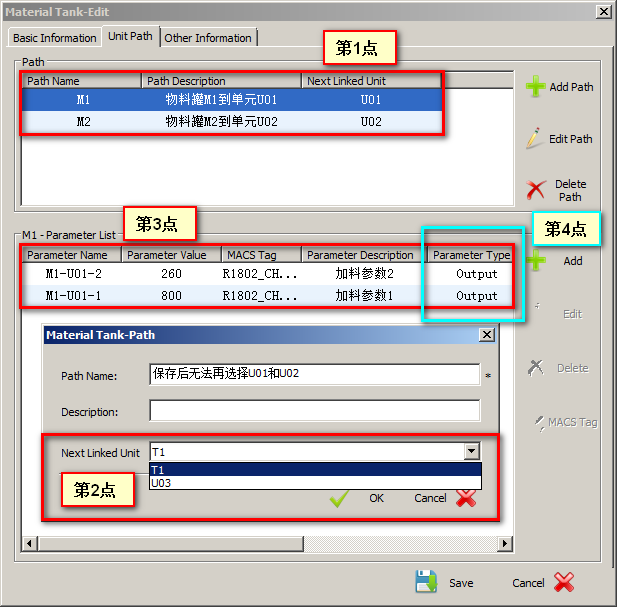 Material Tank-Edit
Basic Information
Unit Path
Other Information
第1点
Path
Path Name Path Description Next Linked Unit
M1 物料罐M1到单元U01 U01
M2 物料罐M2到单元U02 U02
Add Path
Edit Path
Delete
Path
第3点
第4点
M1 - Parameter List
Parameter Name Parameter Value MACS Tag Parameter Description Parameter Type
M1-U01-2 260 R1802_CH... 加料参数2 Output
M1-U01-1 800 R1802_CH... 加料参数1 Output
Add
Edit
Delete
MACS Tag
Material Tank-Path
Path Name: 保存后无法再选择U01和U02 *
Description:
Next Linked Unit T1
T1
U03
第2点
OK Cancel
Save Cancel